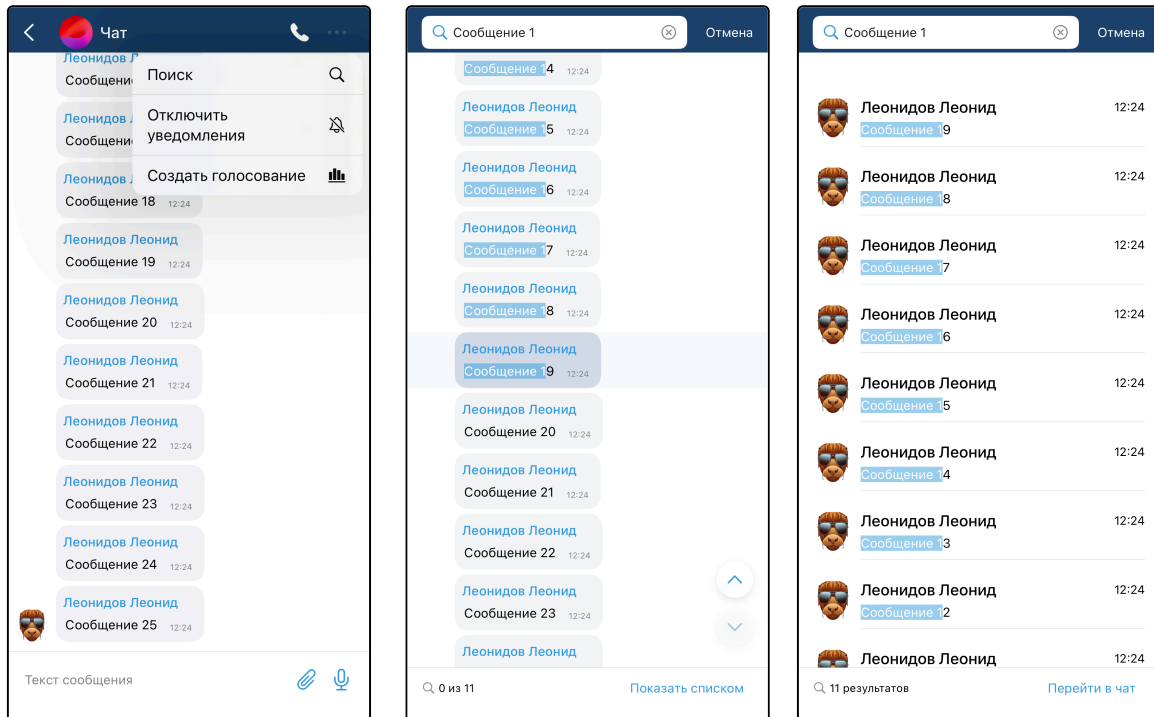 Чат
Леонидов Л
Сообщени
Поиск
Леонидов
Отключить
уведомления
Сообщени
Создать голосование
Леонидов
Сообщение 18 12:24
Леонидов Леонид
Сообщение 19 12:24
Леонидов Леонид
Сообщение 20 12:24
Леонидов Леонид
Сообщение 21 12:24
Леонидов Леонид
Сообщение 22 12:24
Леонидов Леонид
Сообщение 23 12:24
Леонидов Леонид
Сообщение 24 12:24
Леонидов Леонид
Сообщение 25 12:24
Текст сообщения
Сообщение 1 Отмена
Сообщение 14 12:24
Леонидов Леонид
Сообщение 15 12:24
Леонидов Леонид
Сообщение 16 12:24
Леонидов Леонид
Сообщение 17 12:24
Леонидов Леонид
Сообщение 18 12:24
Леонидов Леонид
Сообщение 19 12:24
Леонидов Леонид
Сообщение 20 12:24
Леонидов Леонид
Сообщение 21 12:24
Леонидов Леонид
Сообщение 22 12:24
Леонидов Леонид
Сообщение 23 12:24
Леонидов Леонид
0 из 11 Показать списком
Сообщение 1 Отмена
Леонидов Леонид 12:24
Сообщение 19
Леонидов Леонид 12:24
Сообщение 18
Леонидов Леонид 12:24
Сообщение 17
Леонидов Леонид 12:24
Сообщение 16
Леонидов Леонид 12:24
Сообщение 15
Леонидов Леонид 12:24
Сообщение 14
Леонидов Леонид 12:24
Сообщение 13
Леонидов Леонид 12:24
Сообщение 12
Леонидов Леонид 12:24
11 результатов Перейти в чат